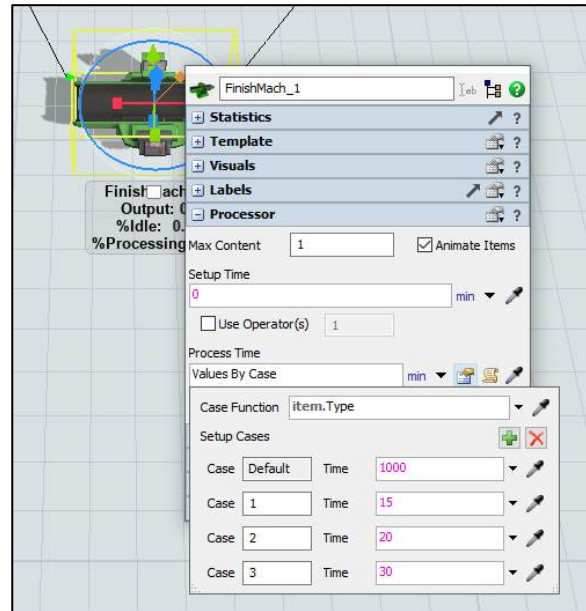 FinishMach_1
Statistics
Template
Visuals
Labels
Processor
Finish ach
Output: 0
%Idle: 0.
%Processing
Max Content 1 Animate Items
Setup Time
0 min
Use Operator(s) 1
Process Time
Values By Case min
Case Function item.Type
Setup Cases
Case Default Time 1000
Case 1 Time 15
Case 2 Time 20
Case 3 Time 30